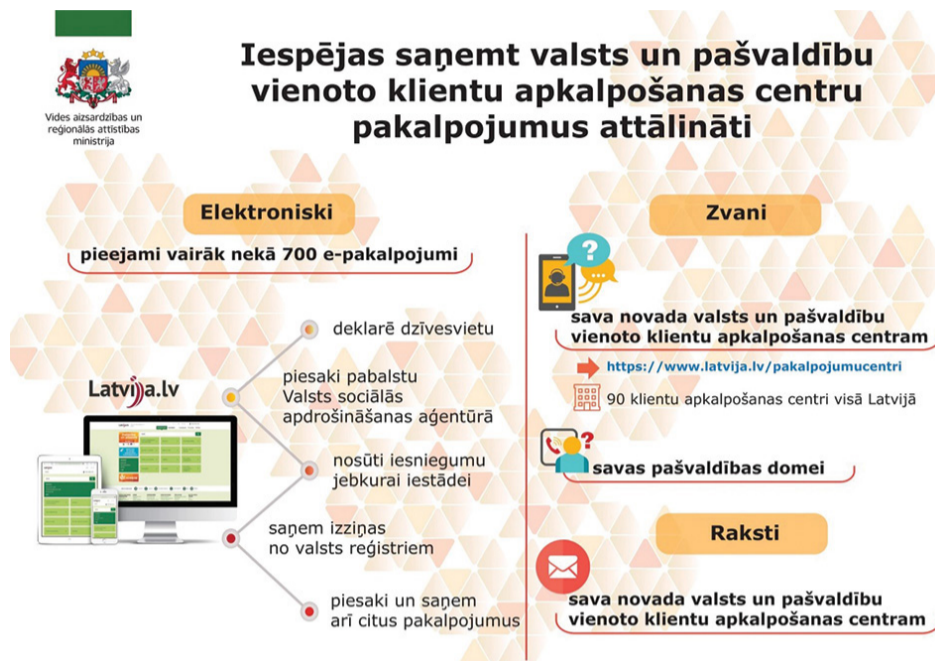 Vides aizsardzības un
reģionālās attīstības
ministrija
Iespējas saņemt valsts un pašvaldību
vienoto klientu apkalpošanas centru
pakalpojumus attālināti
Elektroniski
pieejami vairāk nekā 700 e-pakalpojumi
Latvija.lv
deklarē dzīvesvietu
piesaki pabalstu
Valsts sociālās
apdrošināšanas aģentūrā
nosūti iesniegumu
jebkurai iestādei
saņem izziņas
no valsts reģistriem
piesaki un saņem
arī citus pakalpojumus
Zvani
?
sava novada valsts un pašvaldību
vienoto klientu apkalpošanas centram
https://www.latvija.lv/pakalpojumucentri
90 klientu apkalpošanas centri visā Latvijā
?
savas pašvaldības domei
Raksti
sava novada valsts un pašvaldību
vienoto klientu apkalpošanas centram